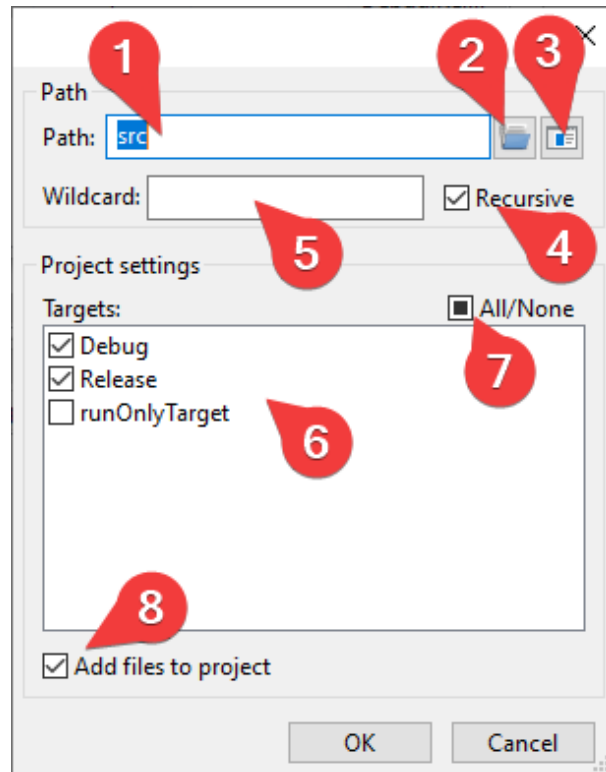 1
2
3
Path
Path: src
Wildcard:
Recursive
5
4
Project settings
Targets:
All/None
Debug
Release
runOnlyTarget
7
6
8
Add files to project
OK
Cancel